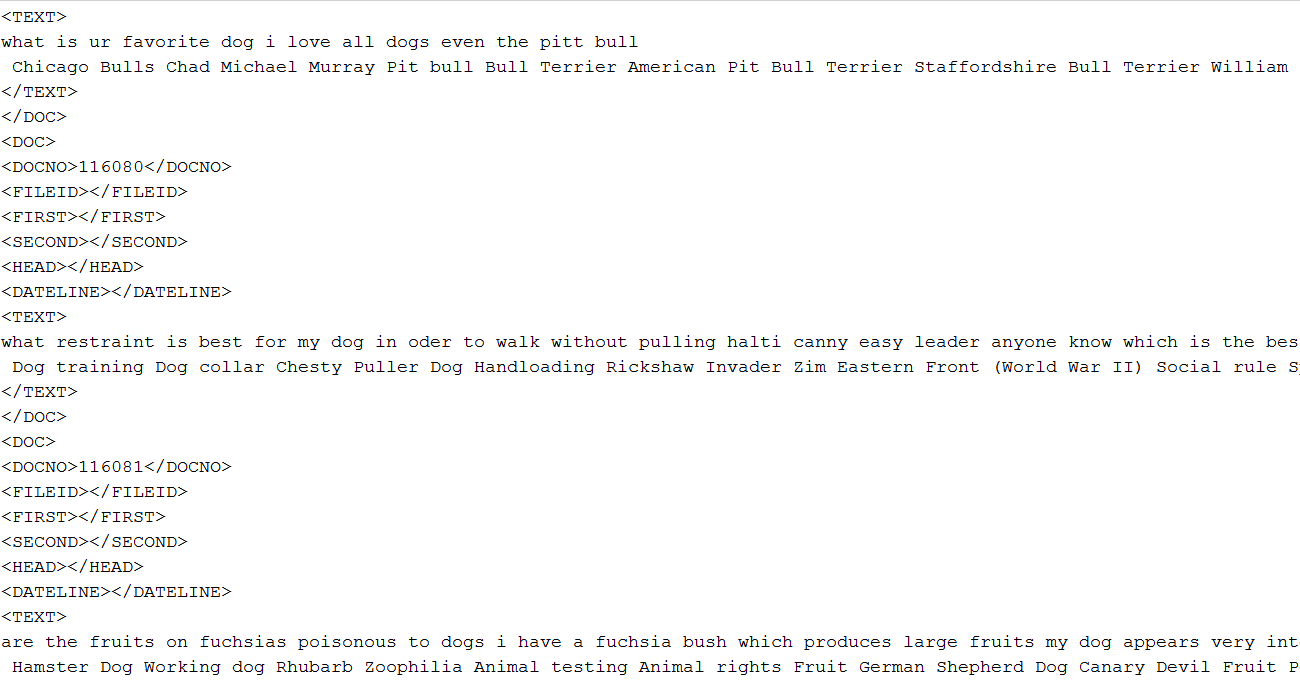 <TEXT>
what is ur favorite dog i love all dogs even the pitt bull
Chicago Bulls Chad Michael Murray Pit bull Bull Terrier American Pit Bull Terrier Staffordshire Bull Terrier William
</TEXT>
</DOC>
<DOC>
<DOCNO>116080</DOCNO>
<FILEID></FILEID>
<FIRST></FIRST>
<SECOND></SECOND>
<HEAD></HEAD>
<DATELINE></DATELINE>
<TEXT>
what restraint is best for my dog in oder to walk without pulling halti canny easy leader anyone know which is the bes
Dog training Dog collar Chesty Puller Dog Handloading Rickshaw Invader Zim Eastern Front (World War II) Social rule S
</TEXT>
</DOC>
<DOC>
<DOCNO>116081</DOCNO>
<FILEID></FILEID>
<FIRST></FIRST>
<SECOND></SECOND>
<HEAD></HEAD>
<DATELINE></DATELINE>
<TEXT>
are the fruits on fuchsias poisonous to dogs i have a fuchsia bush which produces large fruits my dog appears very int
Hamster Dog Working dog Rhubarb Zoophilia Animal testing Animal rights Fruit German Shepherd Dog Canary Devil Fruit P